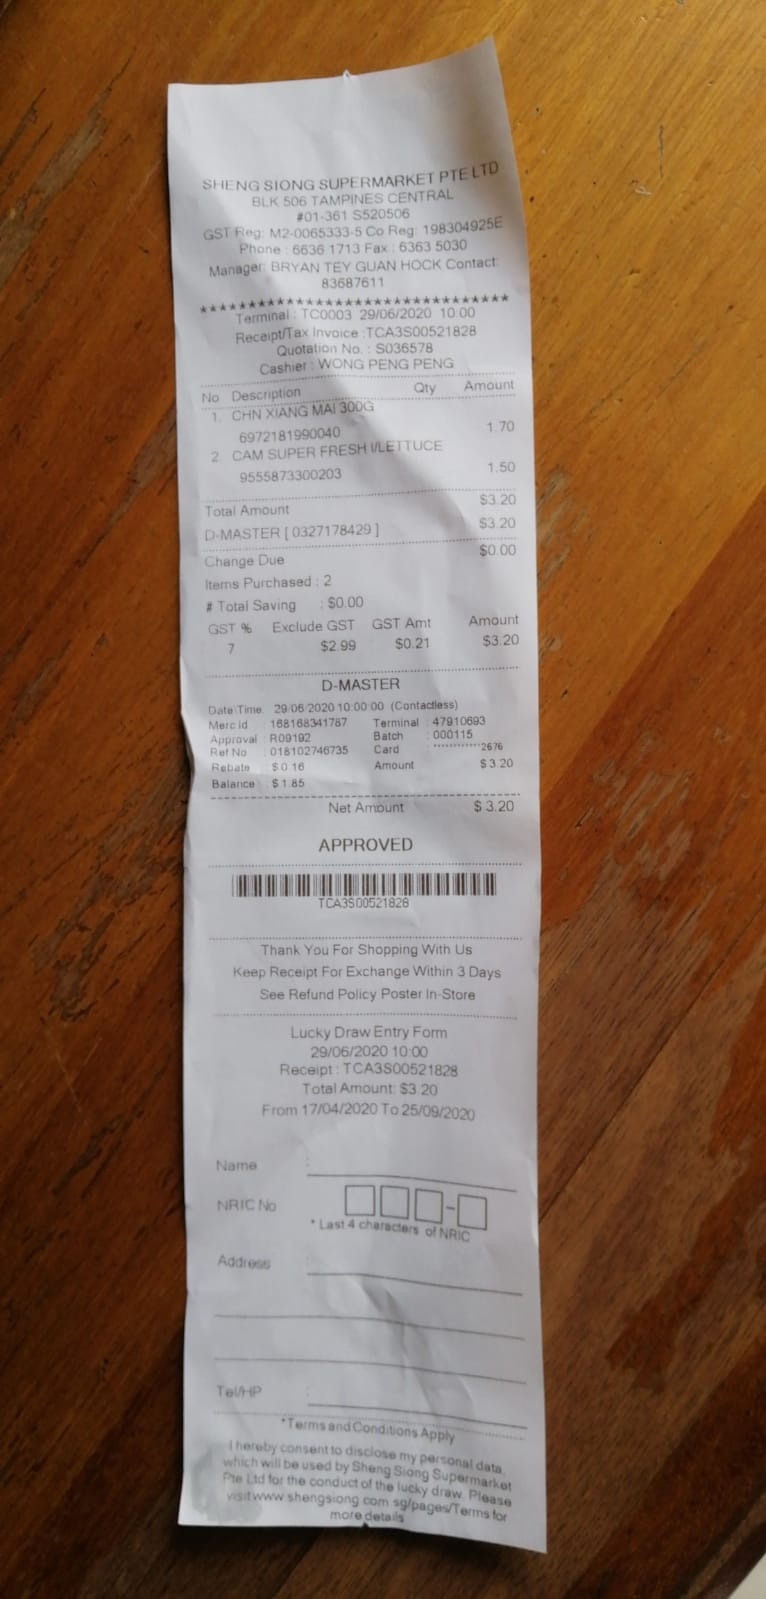 SHENG SIONG SUPERMARKET PTE LTD
BLK 506 TAMPINES CENTRAL
#01-361 S520506
GST Reg: M2-0065333-5 Co Reg: 198304925E
Phone : 6636 1713 Fax : 6363 5030
Manager: BRYAN TEY GUAN HOCK Contact:
83687611
*********************************
Terminal : TC0003 29/06/2020 10:00
Receipt/Tax Invoice :TCA3S00521828
Quotation No. : S036578
Cashier : WONG PENG PENG
No Description Qty Amount
1. CHN XIANG MAI 300G
6972181990040 1.70
2. CAM SUPER FRESH I/LETTUCE
9555873300203 1.50
Total Amount $3.20
D-MASTER [ 0327178429 ] $3.20
Change Due $0.00
Items Purchased : 2
# Total Saving : $0.00
GST % Exclude GST GST Amt Amount
7 $2.99 $0.21 $3.20
D-MASTER
Date/Time: 29/06/2020 10:00:00 (Contactless)
Merc Id : 168168341787 Terminal : 47910693
Approval : R09192 Batch : 000115
Ref No : 018102746735 Card : ************2676
Rebate : $ 0.16 Amount $ 3.20
Balance : $ 1.85
Net Amount $ 3.20
APPROVED
TCA3S00521828
Thank You For Shopping With Us
Keep Receipt For Exchange Within 3 Days
See Refund Policy Poster In-Store
Lucky Draw Entry Form
29/06/2020 10:00
Receipt : TCA3S00521828
Total Amount: $3.20
From 17/04/2020 To 25/09/2020
Name :
NRIC No
* Last 4 characters of NRIC
Address :
Tel/HP :
*Terms and Conditions Apply
I hereby consent to disclose my personal data,
which will be used by Sheng Siong Supermarket
Pte Ltd for the conduct of the lucky draw. Please
visit www.shengsiong.com.sg/pages/Terms for
more details